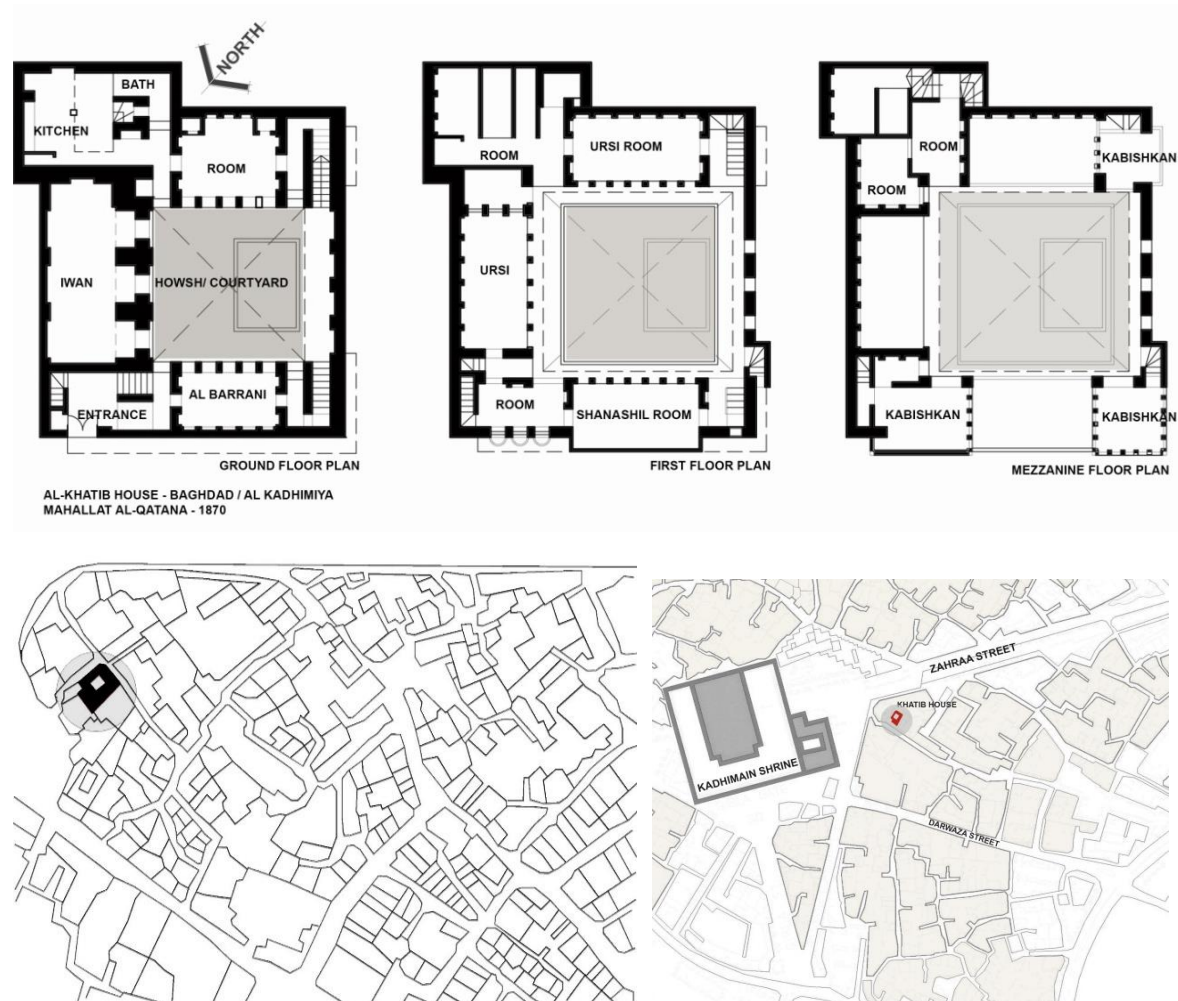 NORTH
BATH
KITCHEN
ROOM
IWAN
HOWSH/ COURTYARD
AL BARRANI
ENTRANCE
GROUND FLOOR PLAN
ROOM
URSI ROOM
URSI
ROOM
SHANASHIL ROOM
FIRST FLOOR PLAN
ROOM
KABISHKAN
ROOM
KABISHKAN
KABISHKAN
MEZZANINE FLOOR PLAN
AL-KHATIB HOUSE - BAGHDAD / AL KADHIMIYA
MAHALLAT AL-QATANA - 1870
ZAHRAA STREET
KHATIB HOUSE
KADHIMAIN SHRINE
DARWAZA STREET